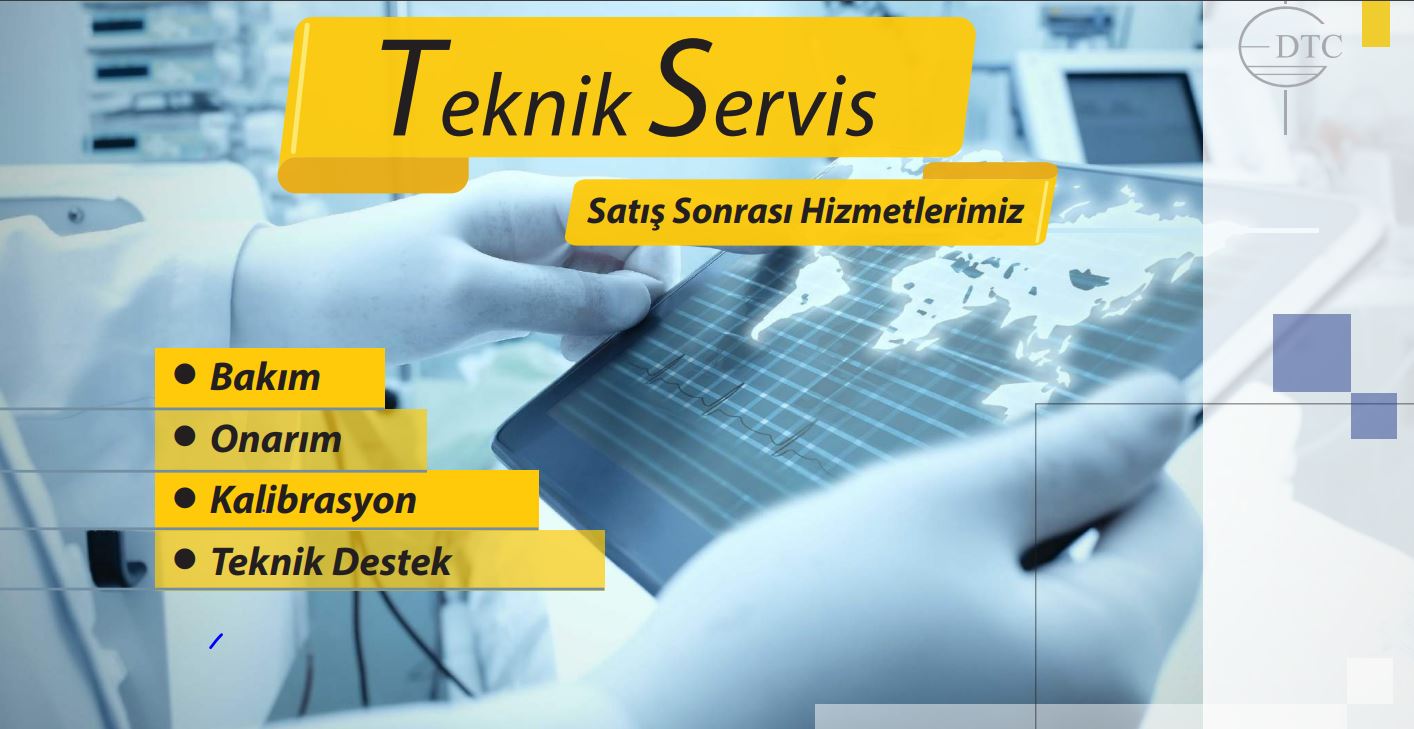 DTC
Teknik Servis
Satış Sonrası Hizmetlerimiz
● Bakım
● Onarım
● Kalibrasyon
● Teknik Destek